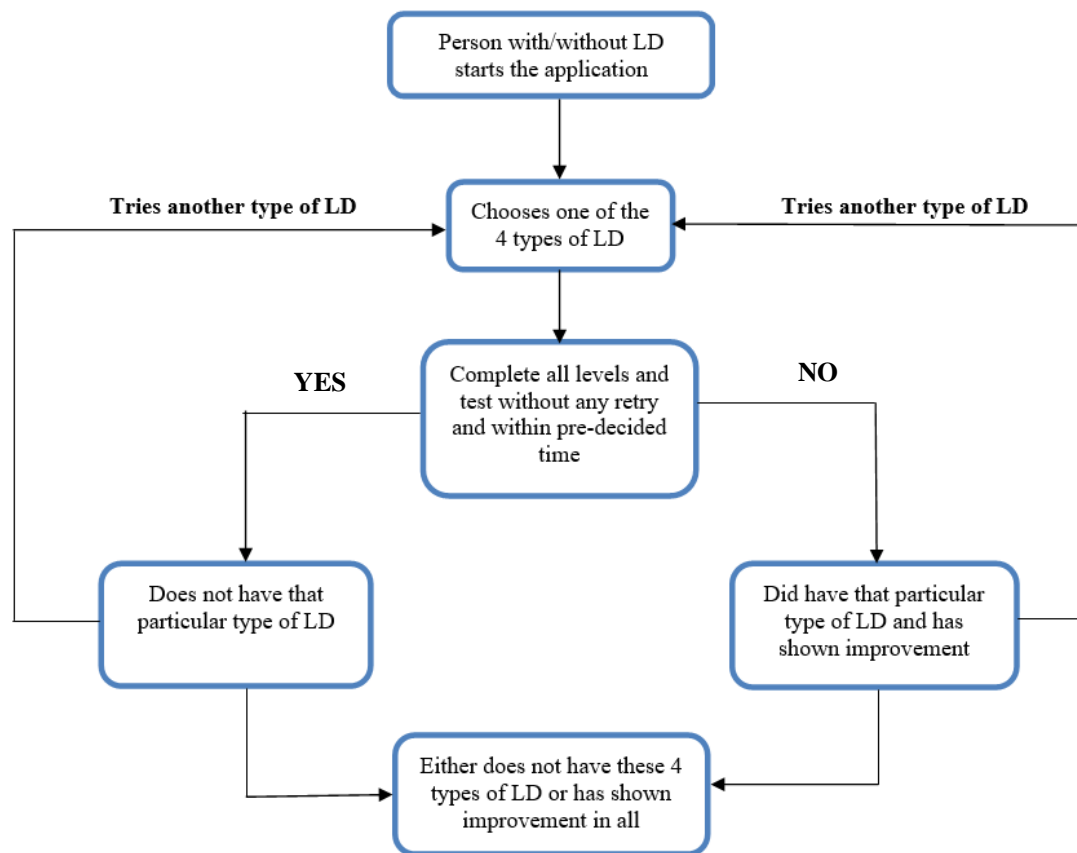 Person with/without LD
starts the application
Tries another type of LD
Chooses one of the
4 types of LD
Tries another type of LD
YES
Complete all levels and
test without any retry
and within pre-decided
time
NO
Does not have that
particular type of LD
Did have that particular
type of LD and has
shown improvement
Either does not have these 4
types of LD or has shown
improvement in all